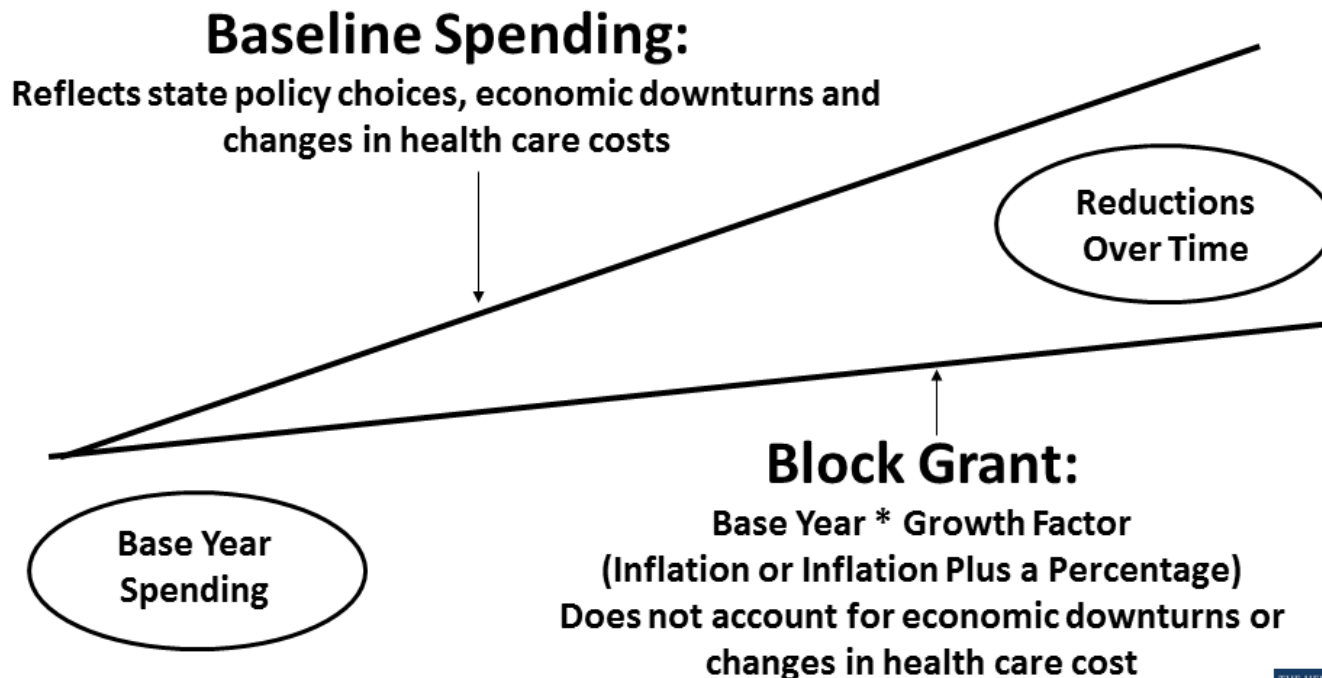 Baseline Spending:
Reflects state policy choices, economic downturns and
changes in health care costs
Reductions
Over Time
Block Grant:
Base Year * Growth Factor
(Inflation or Inflation Plus a Percentage)
Does not account for economic downturns or
changes in health care cost
Base Year
Spending